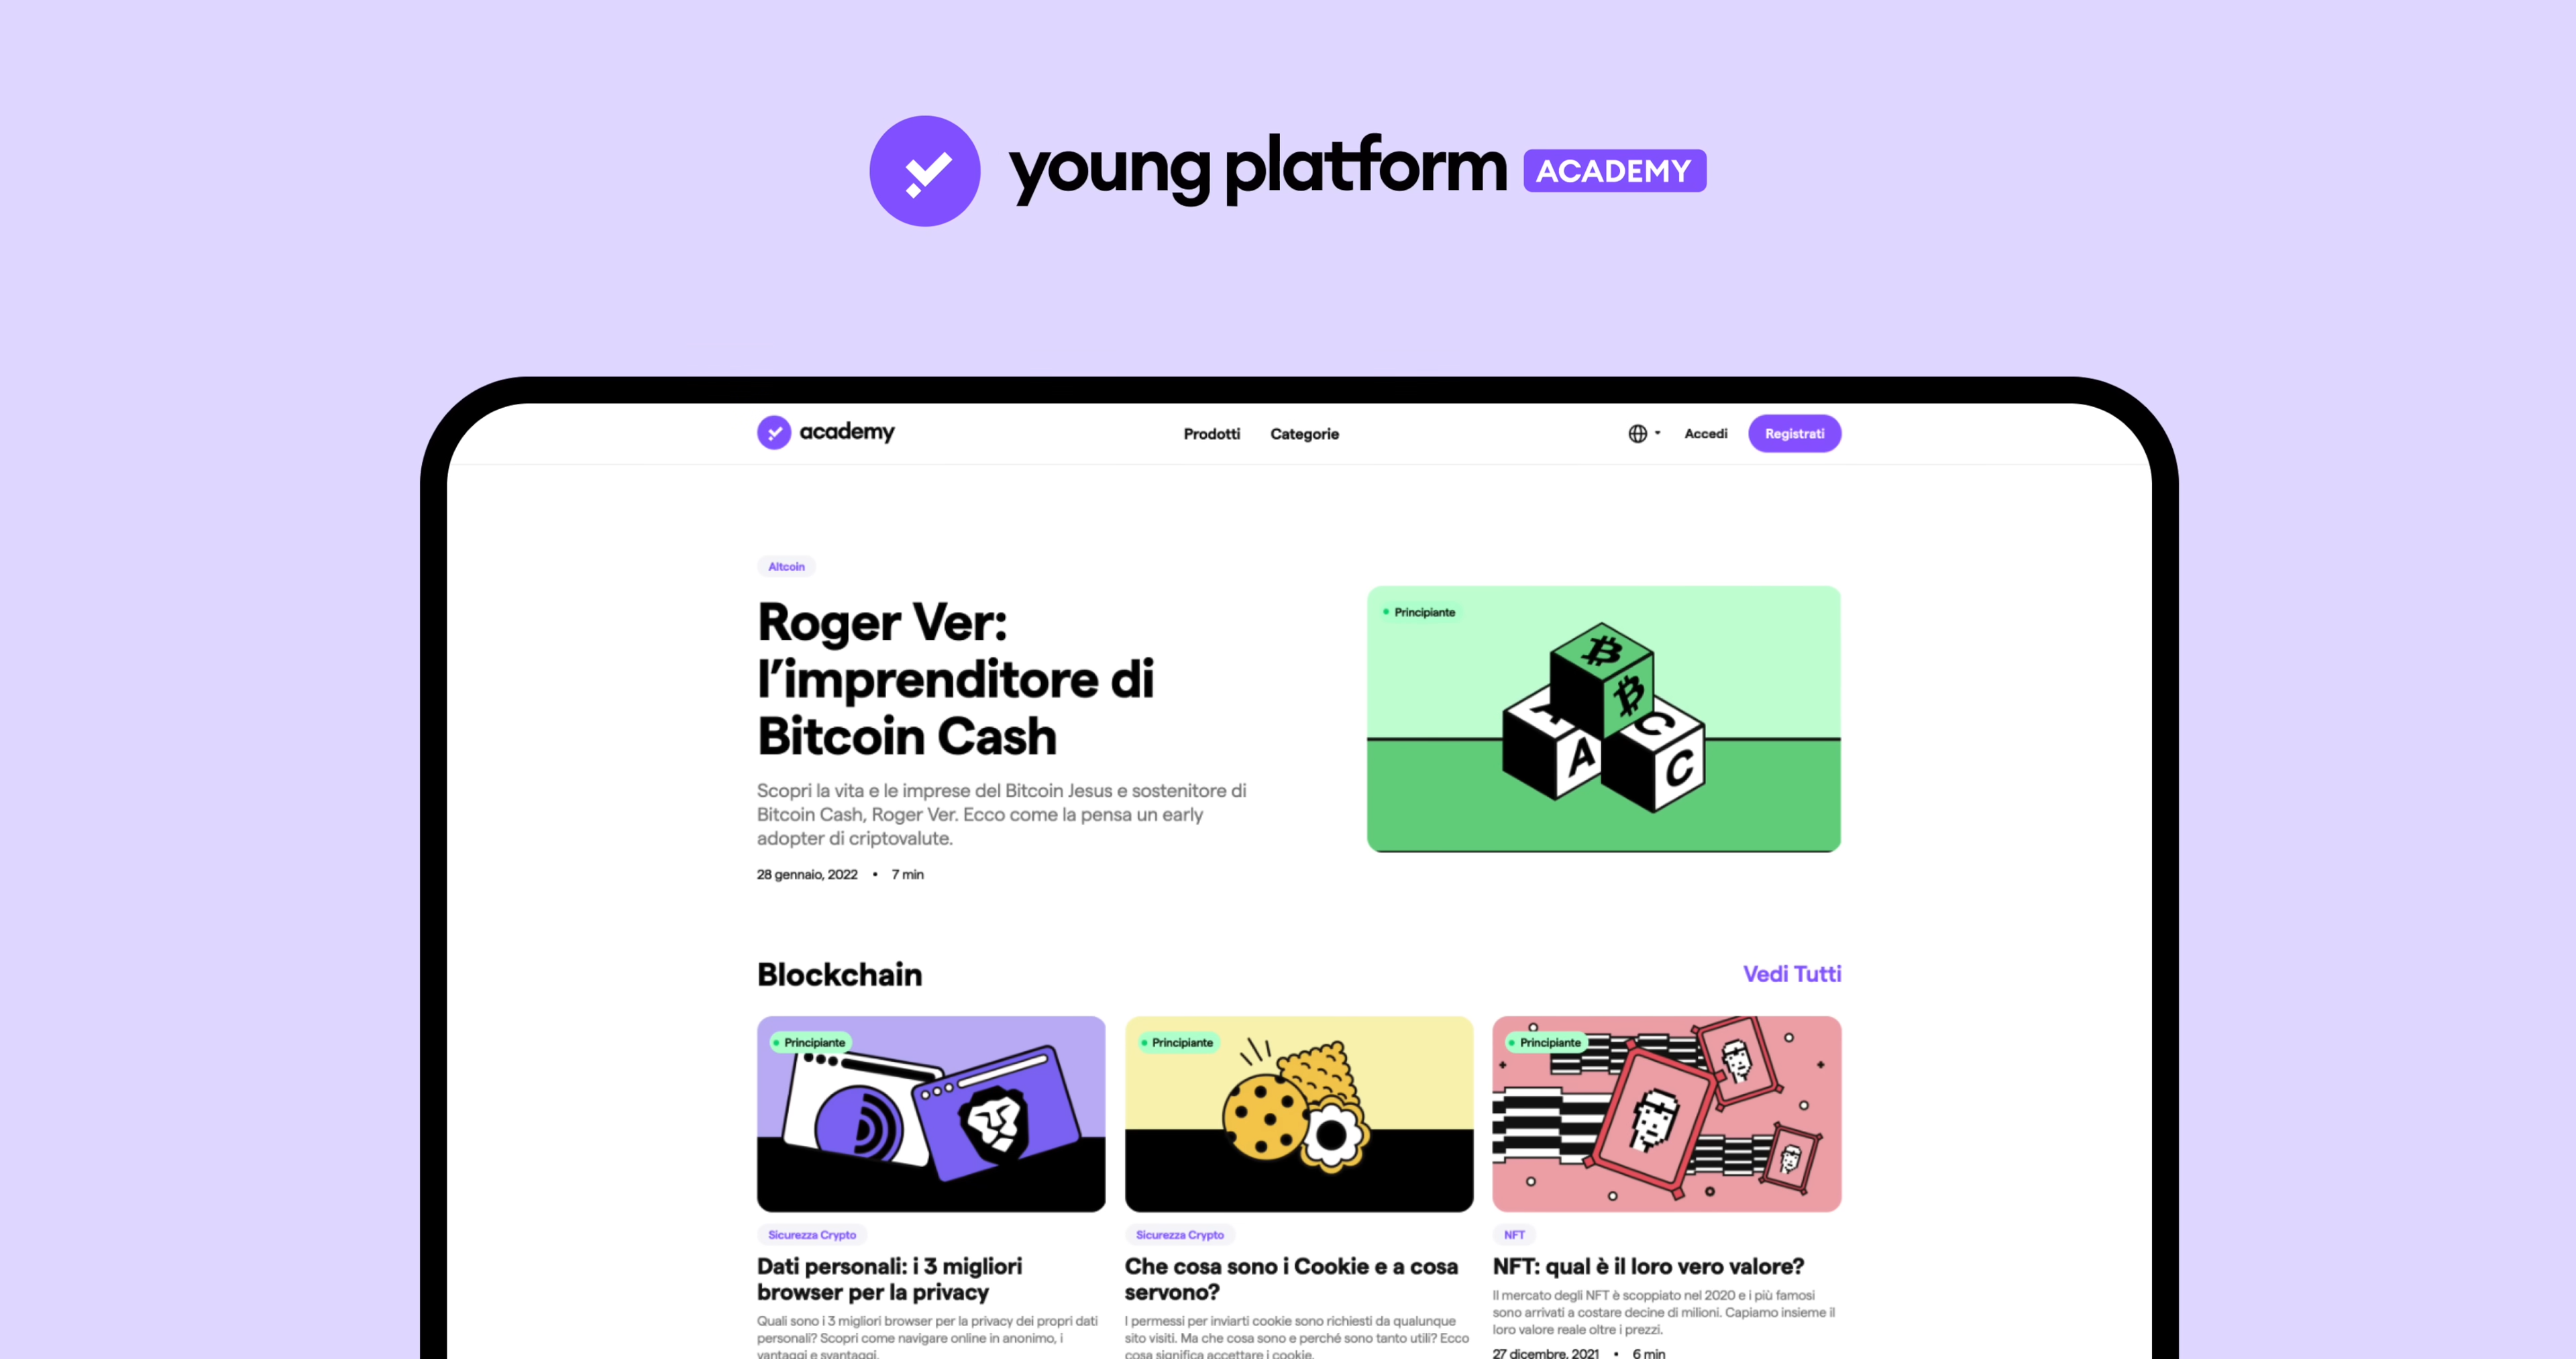 young platform ACADEMY
academy
Prodotti Categorie
Accedi Registrati
Altcoin
Roger Ver:
l’imprenditore di
Bitcoin Cash
Scopri la vita e le imprese del Bitcoin Jesus e sostenitore di
Bitcoin Cash, Roger Ver. Ecco come la pensa un early
adopter di criptovalute.
28 gennaio, 2022 • 7 min
Principiante
A
A
C
C
Blockchain
Vedi Tutti
Principiante
Sicurezza Crypto
Dati personali: i 3 migliori
browser per la privacy
Quali sono i 3 migliori browser per la privacy dei propri dati
personali? Scopri come navigare online in anonimo, i
vantaggi e svantaggi.
Principiante
Sicurezza Crypto
Che cosa sono i Cookie e a cosa
servono?
I permessi per inviarti cookie sono richiesti da qualunque
sito visiti. Ma che cosa sono e perché sono tanto utili? Ecco
cosa significa accettare i cookie.
Principiante
NFT
NFT: qual è il loro vero valore?
Il mercato degli NFT è scoppiato nel 2020 e i più famosi
sono arrivati a costare decine di milioni. Capiamo insieme il
loro valore reale oltre i prezzi.
27 dicembre, 2021 • 6 min